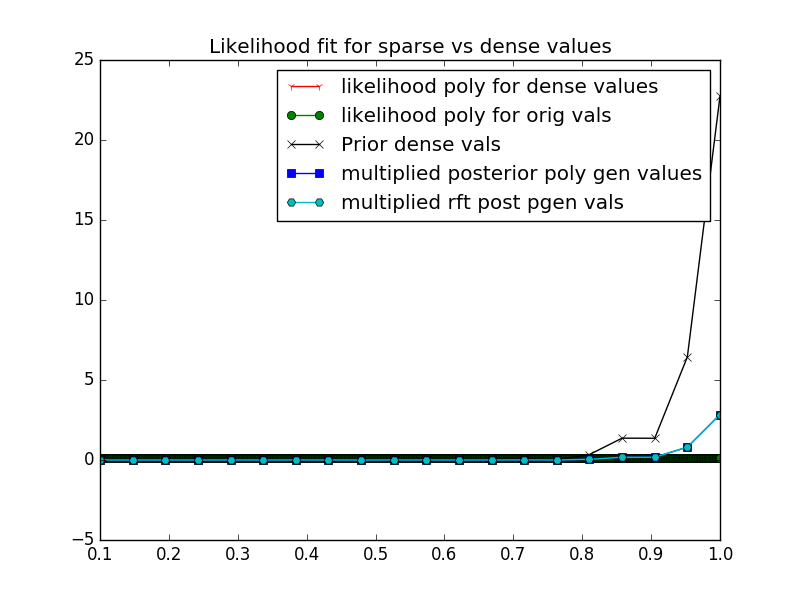 Likelihood fit for sparse vs dense values
likelihood poly for dense values
likelihood poly for orig vals
Prior dense vals
multiplied posterior poly gen values
multiplied rft post pgen vals
25
20
15
10
5
0
−5
0.1 0.2 0.3 0.4 0.5 0.6 0.7 0.8 0.9 1.0